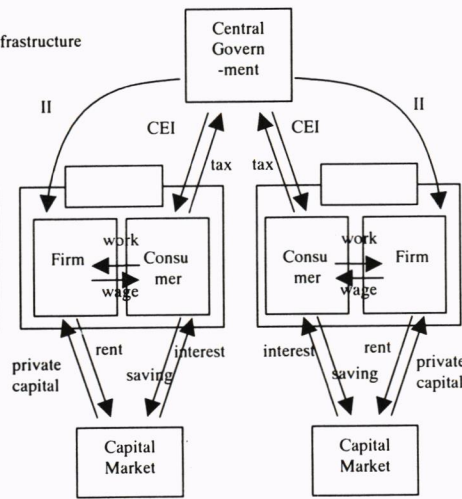 Central
Govern
-ment
frastructure
II
II
CEI
CEI
tax
tax
Firm
work
wage
Consu
mer
Consu
mer
work
wage
Firm
private
capital
rent
saving
interest
interest
saving
rent
private
capital
Capital
Market
Capital
Market